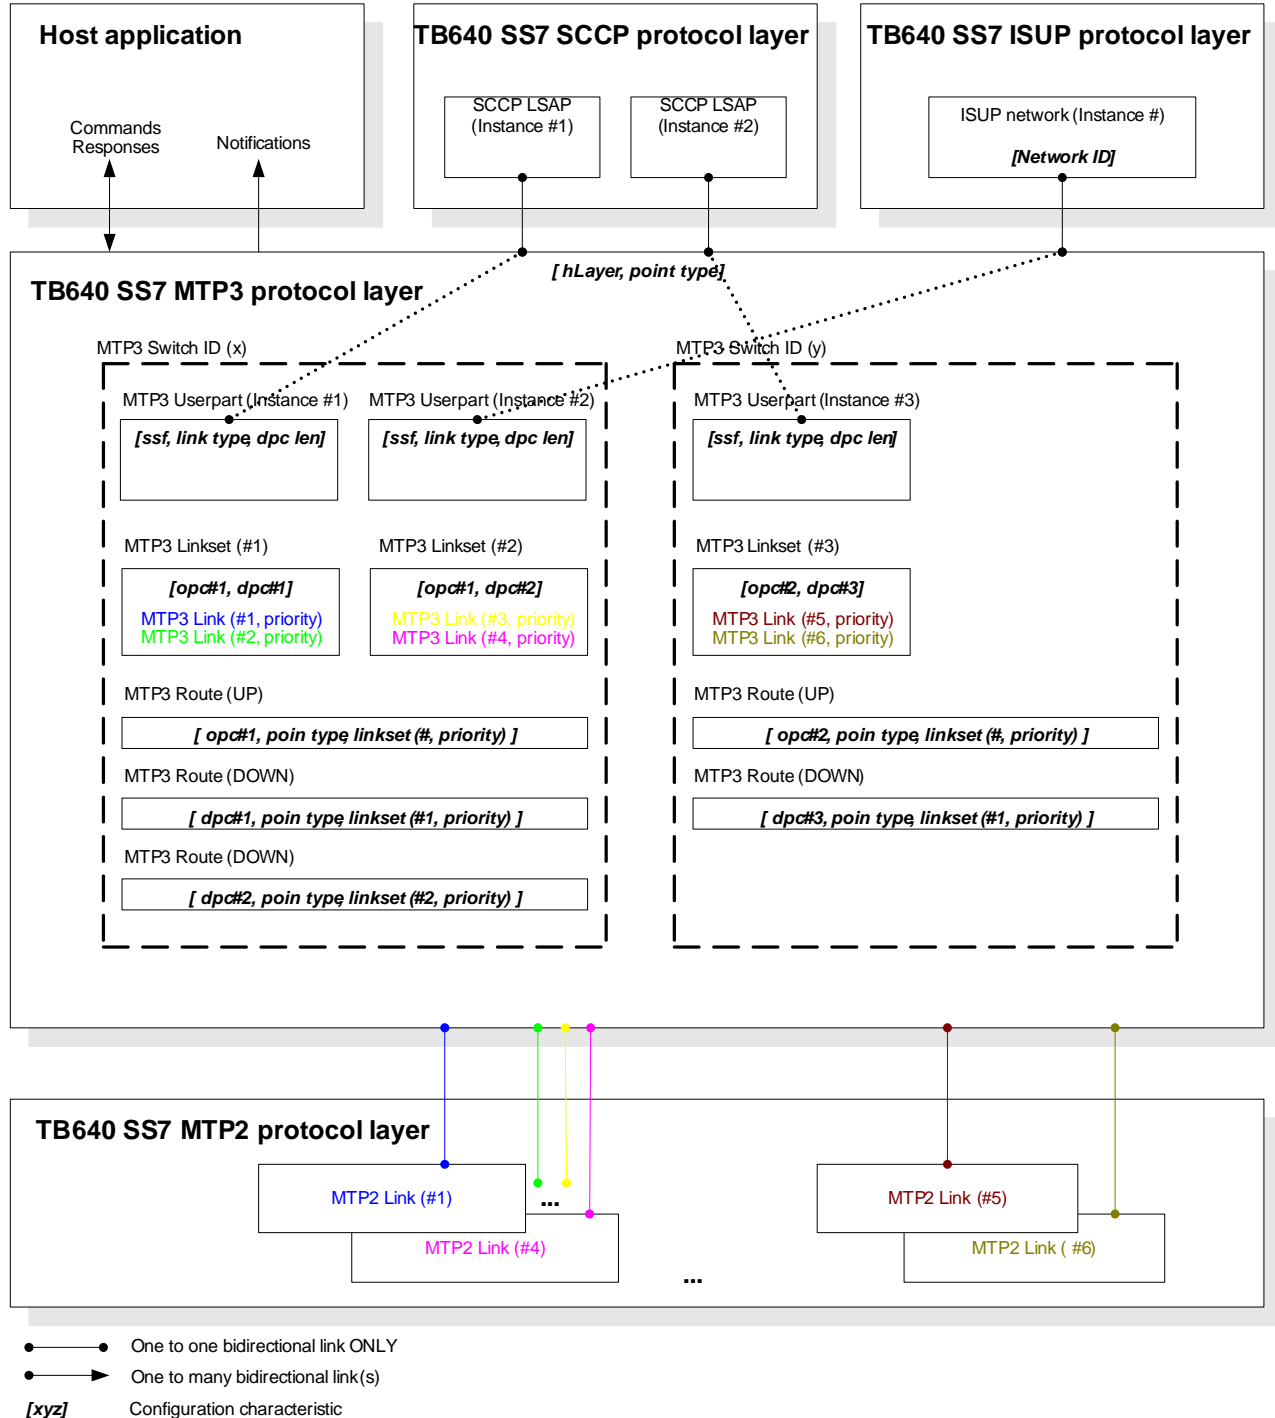 Host application
TB640 SS7 SCCP protocol layer
TB640 SS7 ISUP protocol layer
Commands
Responses
Notifications
SCCP LSAP
(Instance #1)
SCCP LSAP
(Instance #2)
ISUP network (Instance #)
[Network ID]
[ hLayer, point type]
TB640 SS7 MTP3 protocol layer
MTP3 Switch ID (x)
MTP3 Switch ID (y)
MTP3 Userpart (Instance #1)
MTP3 Userpart (Instance #2)
MTP3 Userpart (Instance #3)
[ssf, link type, dpc len]
[ssf, link type, dpc len]
[ssf, link type, dpc len]
MTP3 Linkset (#1)
MTP3 Linkset (#2)
MTP3 Linkset (#3)
[opc#1, dpc#1]
[opc#1, dpc#2]
[opc#2, dpc#3]
MTP3 Link (#1, priority)
MTP3 Link (#2, priority)
MTP3 Link (#3, priority)
MTP3 Link (#4, priority)
MTP3 Link (#5, priority)
MTP3 Link (#6, priority)
MTP3 Route (UP)
MTP3 Route (UP)
[ opc#1, poin type, linkset (#, priority) ]
[ opc#2, poin type, linkset (#, priority) ]
MTP3 Route (DOWN)
MTP3 Route (DOWN)
[ dpc#1, poin type, linkset (#1, priority) ]
[ dpc#3, poin type, linkset (#1, priority) ]
MTP3 Route (DOWN)
[ dpc#2, poin type, linkset (#2, priority) ]
TB640 SS7 MTP2 protocol layer
MTP2 Link (#1)
...
MTP2 Link (#5)
MTP2 Link (#4)
MTP2 Link ( #6)
...
One to one bidirectional link ONLY
One to many bidirectional link(s)
[xyz] Configuration characteristic